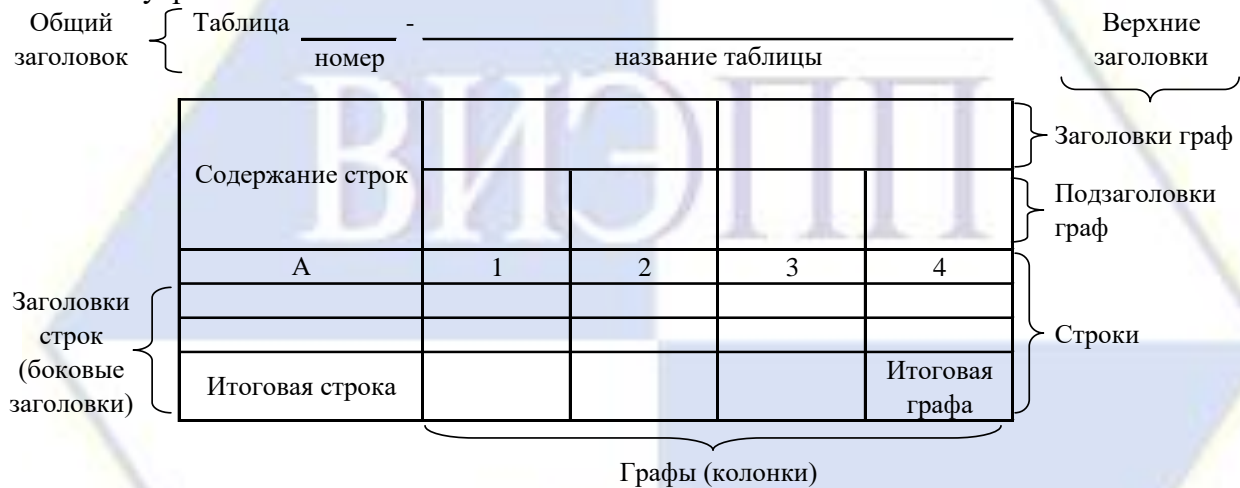 Общий
заголовок
Таблица -
номер
название таблицы
Верхние
заголовки
Содержание строк
Заголовки граф
Подзаголовки
граф
А 1 2 3 4
Заголовки
строк
(боковые
заголовки)
Строки
Итоговая строка
Итоговая
графа
Графы (колонки)
ВИЭПП